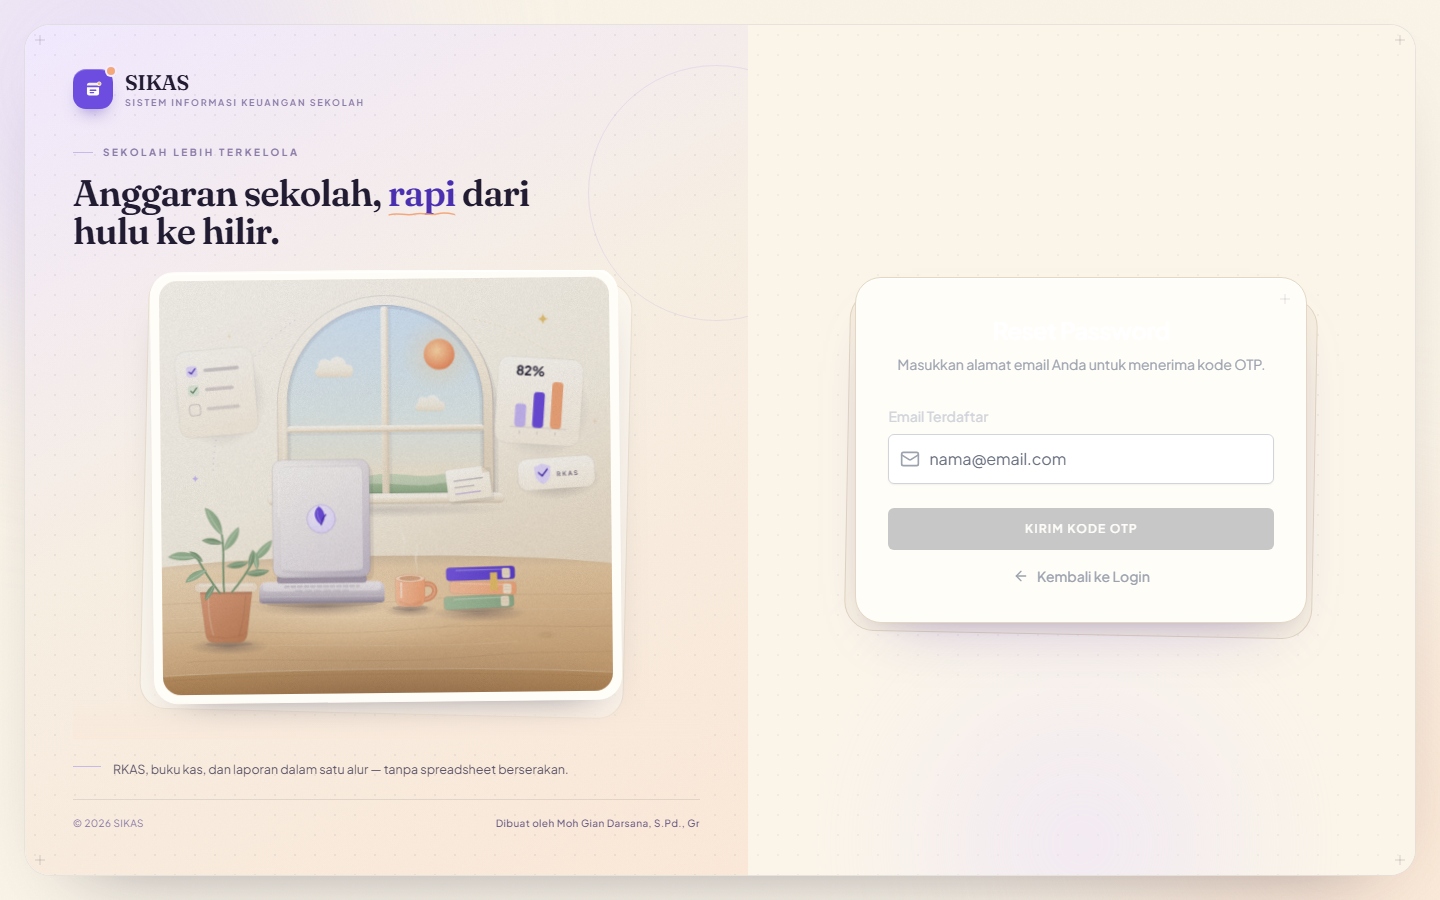 SIKAS
SISTEM INFORMASI KEUANGAN SEKOLAH
SEKOLAH LEBIH TERKELOLA
Anggaran sekolah, rapi dari
hulu ke hilir.
82%
RKAS
RKAS, buku kas, dan laporan dalam satu alur — tanpa spreadsheet berserakan.
© 2026 SIKAS
Dibuat oleh Moh Gian Darsana, S.Pd., Gr
Reset Password
Masukkan alamat email Anda untuk menerima kode OTP.
Email Terdaftar
nama@email.com
KIRIM KODE OTP
← Kembali ke Login